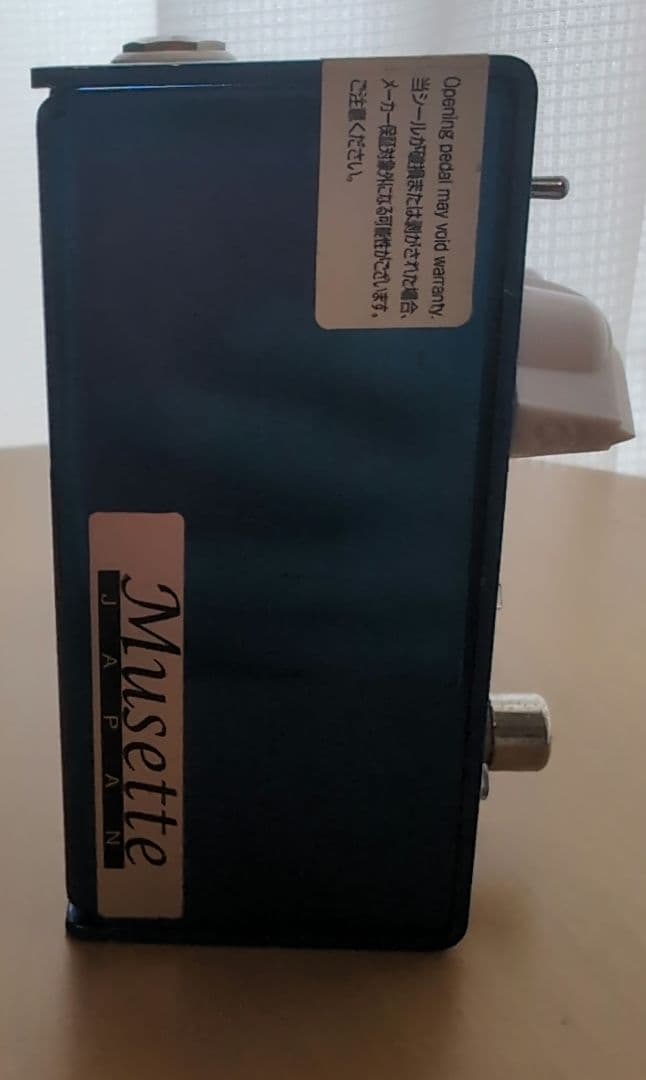 Opening pedal may void warranty.
当シールが破損または剥がされた場合、
メーカー保証対象外になる可能性がございます。
ご注意ください。
Musette
JAPAN